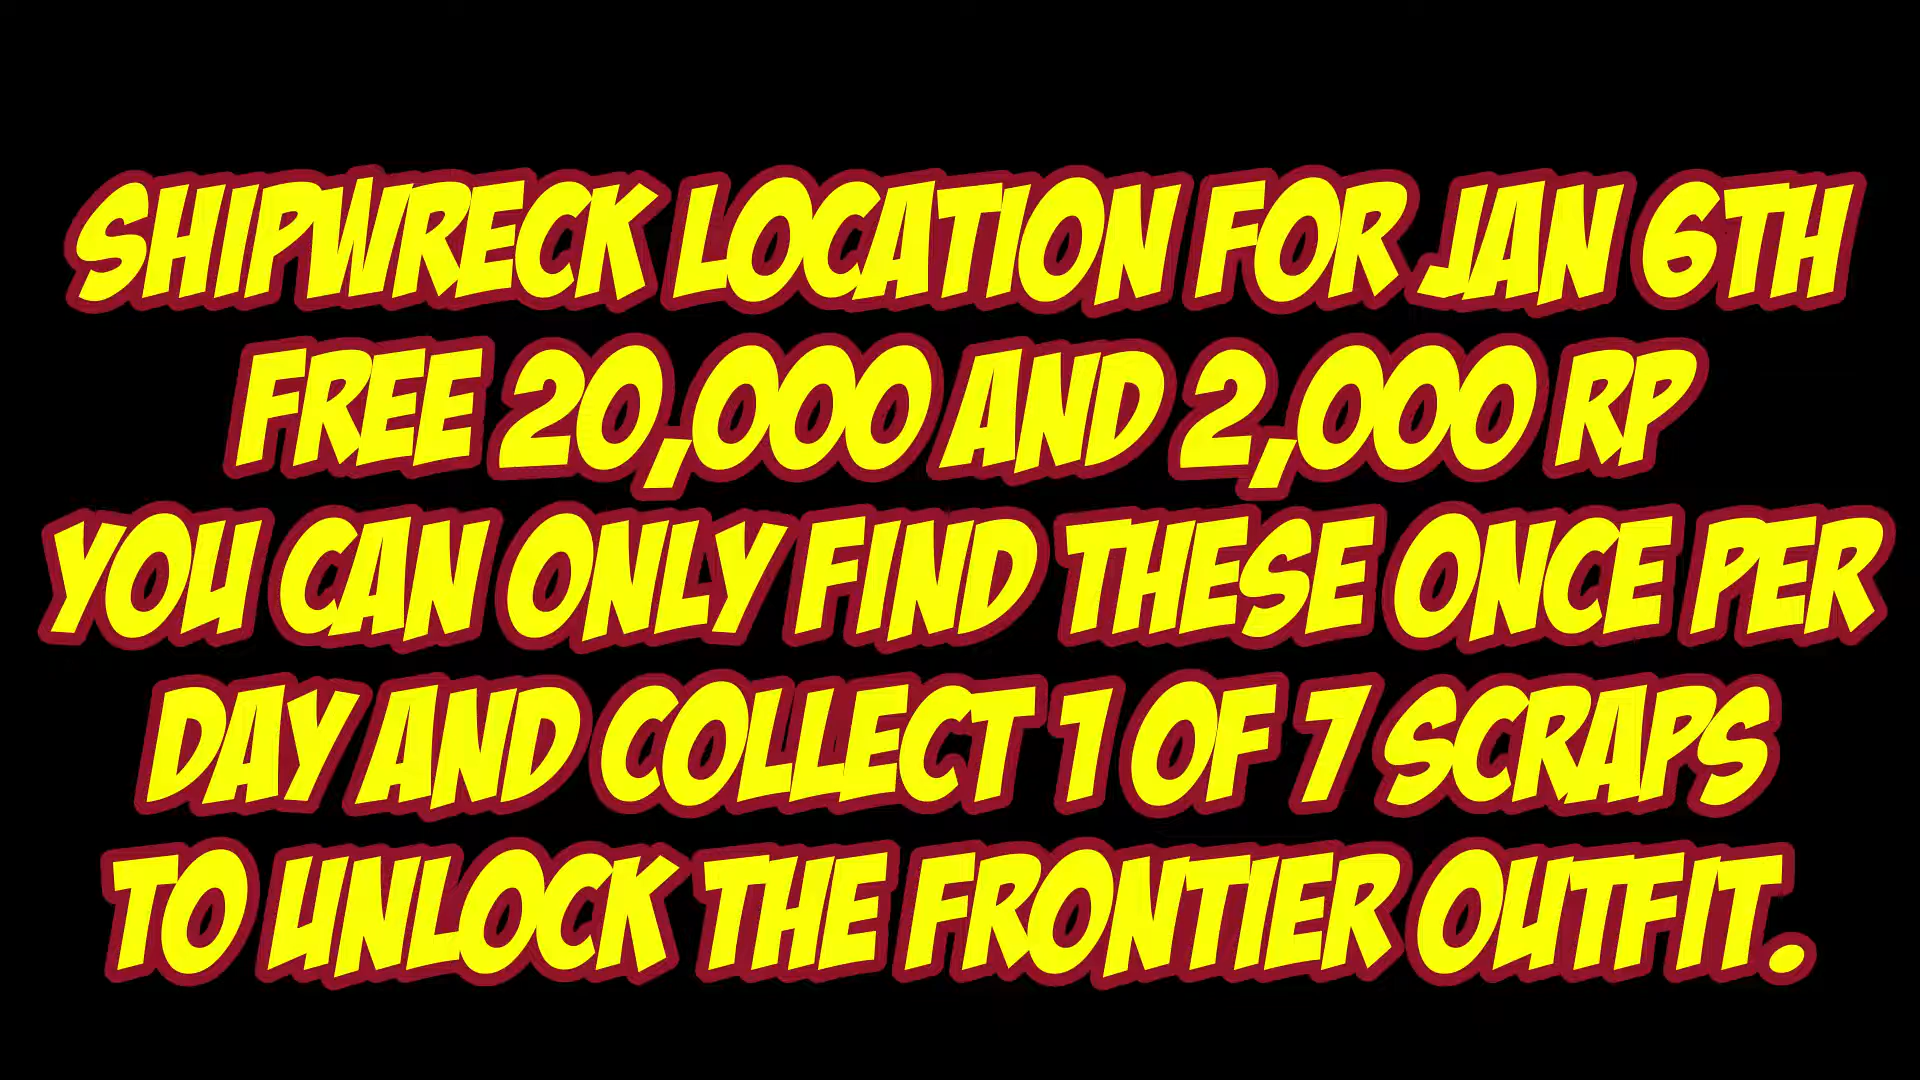 SHIPWRECK LOCATION FOR JAN 6TH
FREE 20,000 AND 2,000 RP
YOU CAN ONLY FIND THESE ONCE PER
DAY AND COLLECT 1 OF 7 SCRAPS
TO UNLOCK THE FRONTIER OUTFIT.